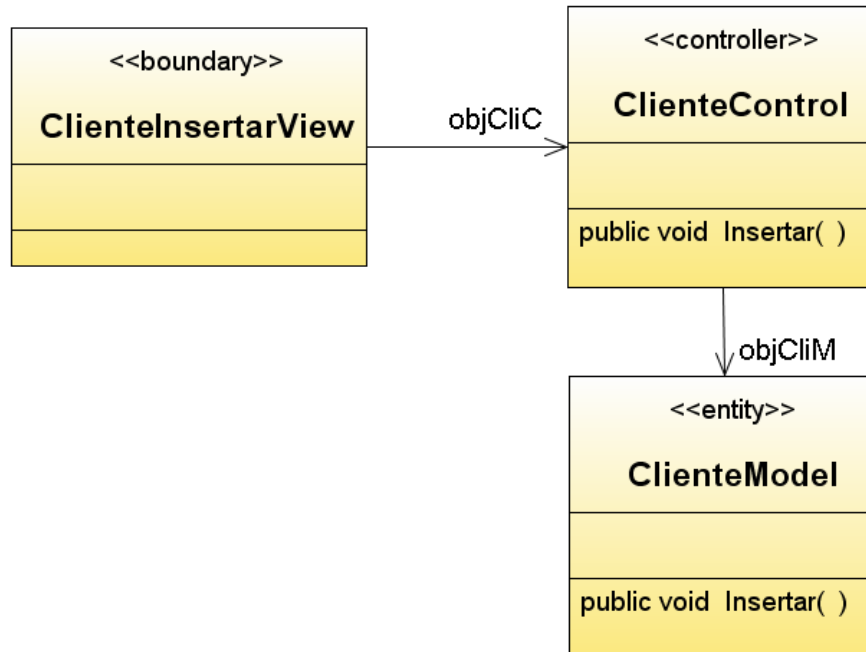 <<boundary>>
ClienteInsertarView
objCliC
<<controller>>
ClienteControl
public void Insertar( )
objCliM
<<entity>>
ClienteModel
public void Insertar( )